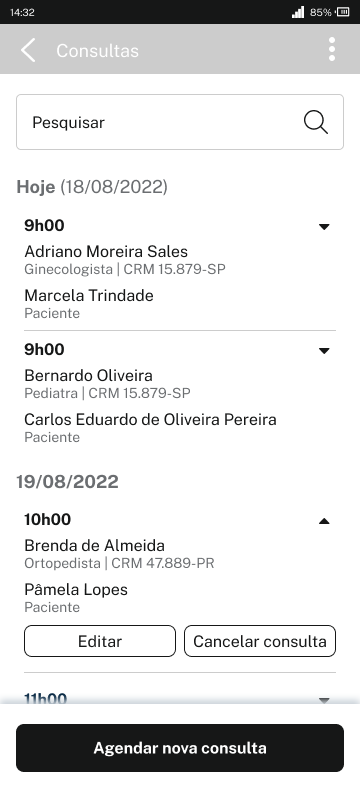 14:32
85%
Consultas
Pesquisar
Hoje (18/08/2022)
9h00
Adriano Moreira Sales
Ginecologista | CRM 15.879-SP
Marcela Trindade
Paciente
9h00
Bernardo Oliveira
Pediatra | CRM 15.879-SP
Carlos Eduardo de Oliveira Pereira
Paciente
19/08/2022
10h00
Brenda de Almeida
Ortopedista | CRM 47.889-PR
Pâmela Lopes
Paciente
Editar
Cancelar consulta
11h00
Agendar nova consulta